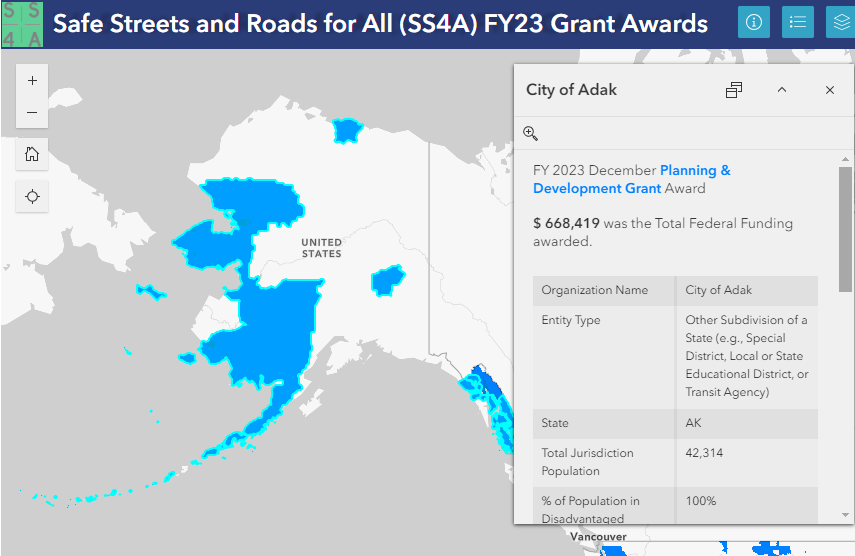 S S
4 A
Safe Streets and Roads for All (SS4A) FY23 Grant Awards
City of Adak
FY 2023 December Planning &
Development Grant Award
$ 668,419 was the Total Federal Funding
awarded.
Organization Name City of Adak
Entity Type Other Subdivision of a
State (e.g., Special
District, Local or State
Educational District, or
Transit Agency)
State AK
Total Jurisdiction 42,314
Population
% of Population in 100%
Disadvantaged
UNITED
STATES
Vancouver